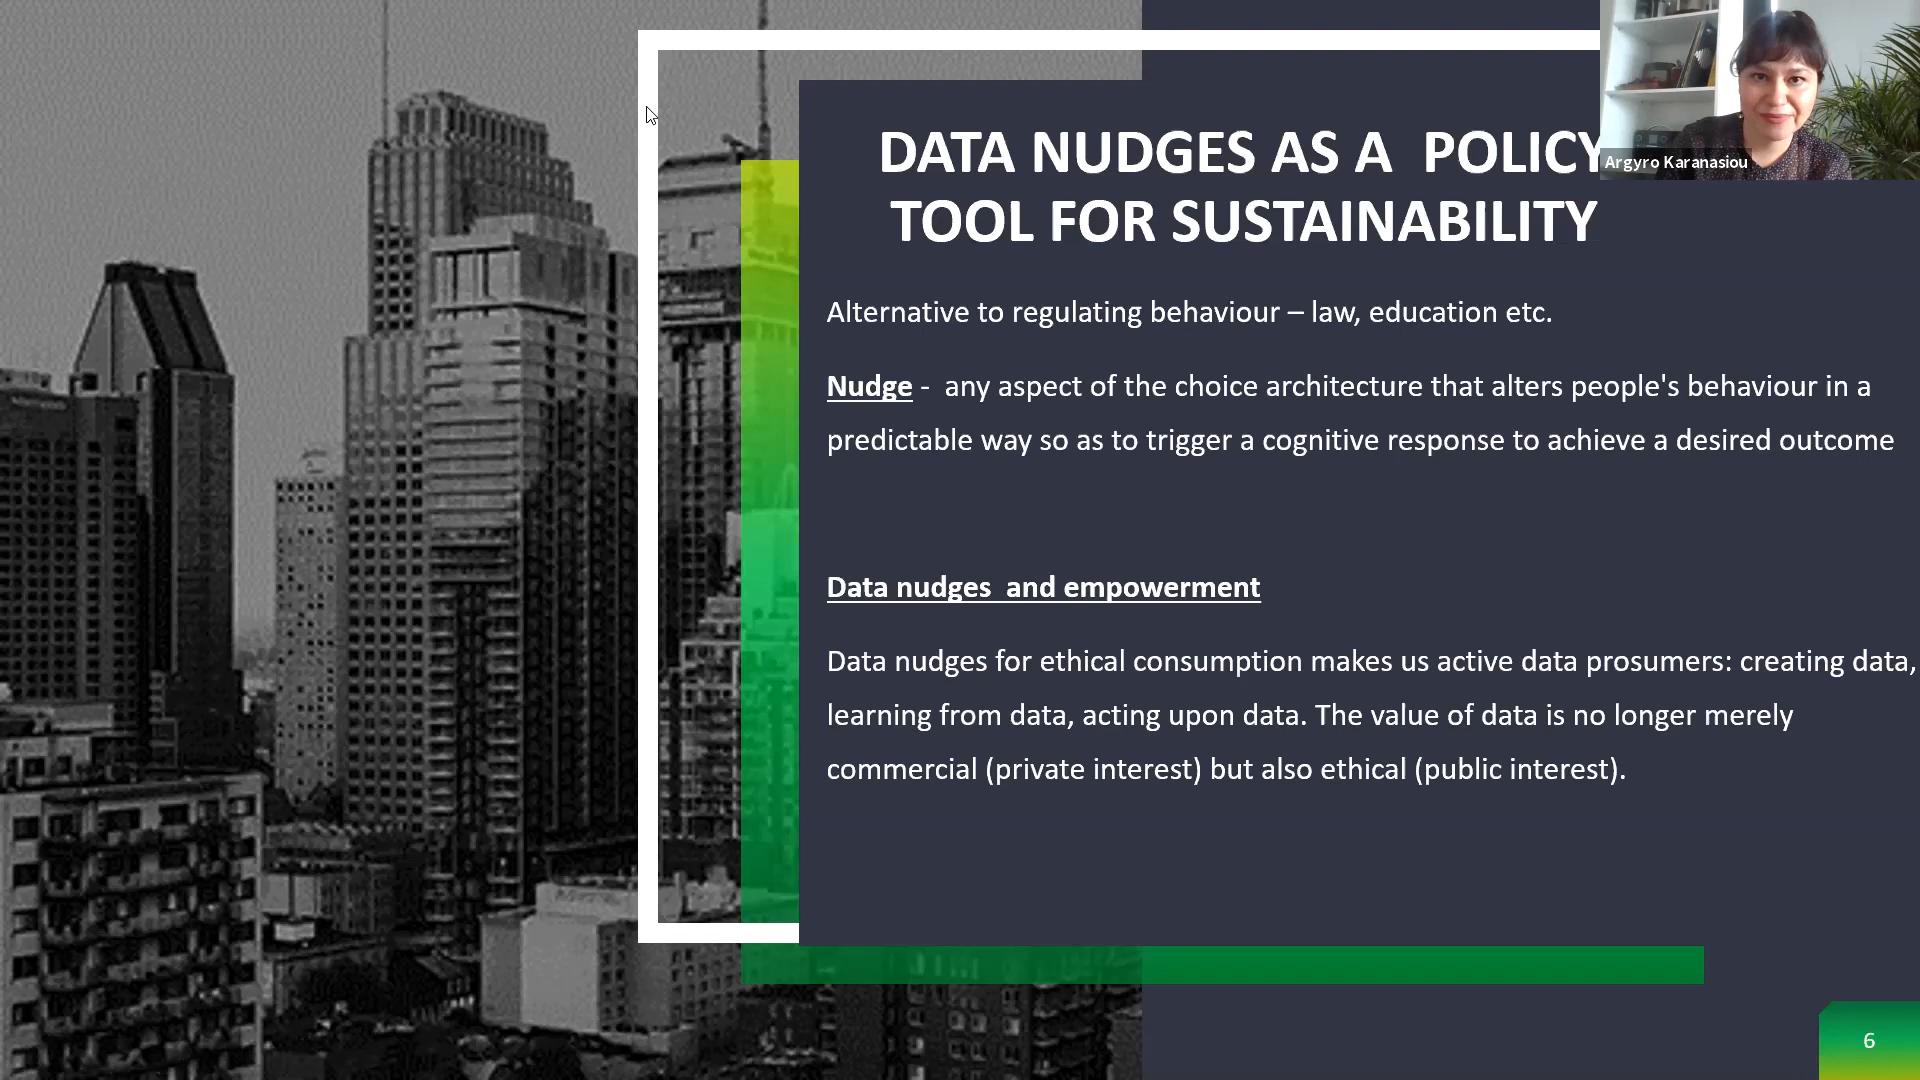 DATA NUDGES AS A POLICY
TOOL FOR SUSTAINABILITY
Argyro Karanasiou
Alternative to regulating behaviour – law, education etc.
Nudge - any aspect of the choice architecture that alters people's behaviour in a
predictable way so as to trigger a cognitive response to achieve a desired outcome
Data nudges and empowerment
Data nudges for ethical consumption makes us active data prosumers: creating data,
learning from data, acting upon data. The value of data is no longer merely
commercial (private interest) but also ethical (public interest).
6